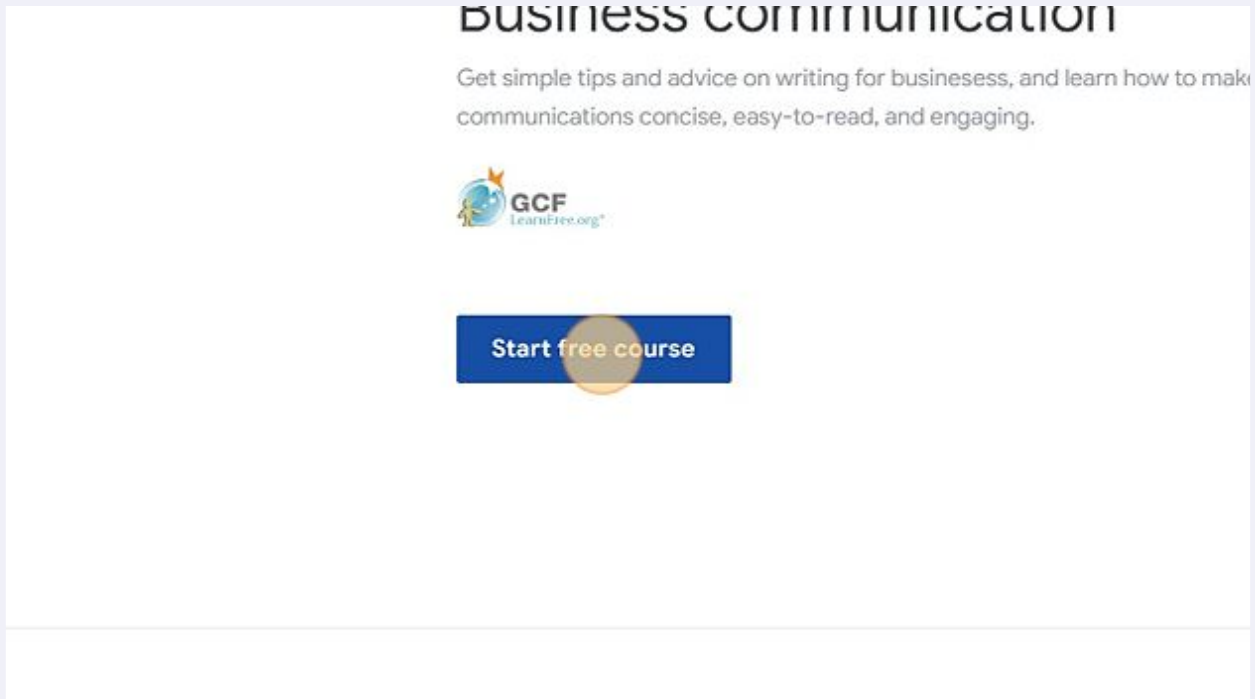 Business communication
Get simple tips and advice on writing for businesess, and learn how to make
communications concise, easy-to-read, and engaging.
GCF
LearnFree.org®
Start free course